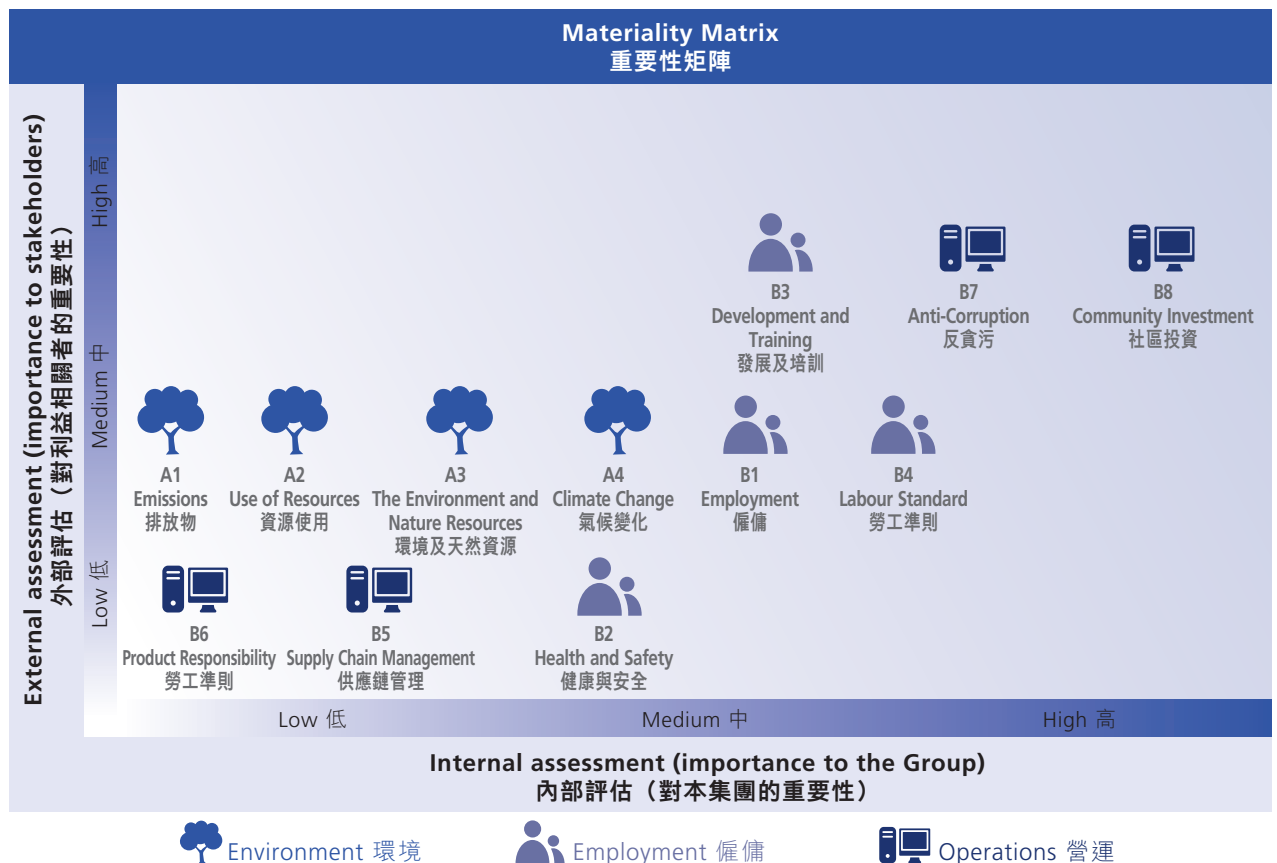 Materiality Matrix
重要性矩陣
External assessment (importance to stakeholders)
外部評估（對利益相關者的重要性）
High 高
Medium 中
Low 低
B3
Development and
Training
發展及培訓
B7
Anti-Corruption
反貪污
B8
Community Investment
社區投資
A1
Emissions
排放物
A2
Use of Resources
資源使用
A3
The Environment and
Nature Resources
環境及天然資源
A4
Climate Change
氣候變化
B1
Employment
僱傭
B4
Labour Standard
勞工準則
B6
Product Responsibility
勞工準則
B5
Supply Chain Management
供應鏈管理
B2
Health and Safety
健康與安全
Low 低
Medium 中
High 高
Internal assessment (importance to the Group)
內部評估（對本集團的重要性）
Environment 環境
Employment 僱傭
Operations 營運